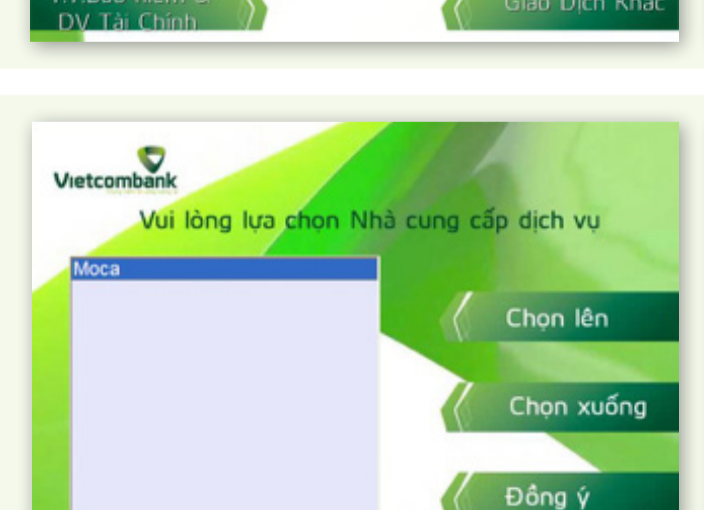 DV Tài Chính
Giao Dịch Khác
Vietcombank
Vui lòng lựa chọn Nhà cung cấp dịch vụ
Moca
Chọn lên
Chọn xuống
Đồng ý